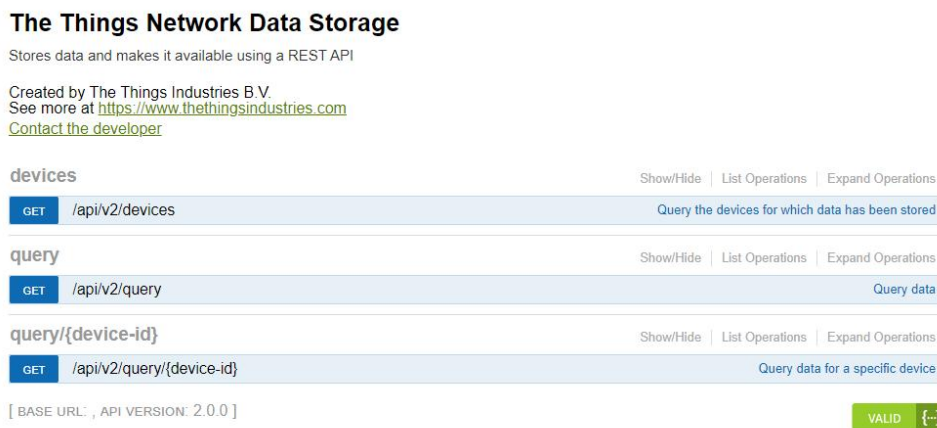 The Things Network Data Storage
Stores data and makes it available using a REST API
Created by The Things Industries B.V.
See more at https://www.thethingsindustries.com
Contact the developer
devices Show/Hide List Operations Expand Operations
GET /api/v2/devices Query the devices for which data has been stored
query Show/Hide List Operations Expand Operations
GET /api/v2/query Query data
query/{device-id} Show/Hide List Operations Expand Operations
GET /api/v2/query/{device-id} Query data for a specific device
[ BASE URL: , API VERSION: 2.0.0 ] VALID {···}